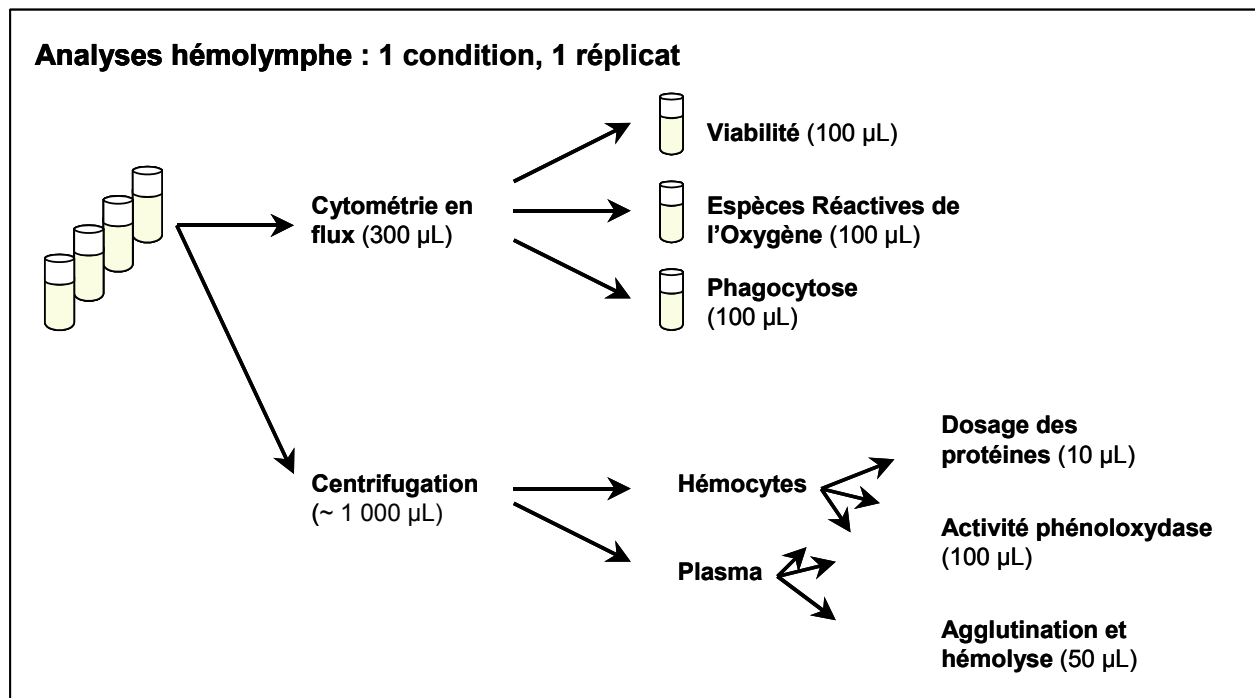 Analyses hémolymphe : 1 condition, 1 réplicat
Viabilité (100 µL)
Cytométrie en
flux (300 µL)
Espèces Réactives de
l'Oxygène (100 µL)
Phagocytose
(100 µL)
Centrifugation
(~ 1 000 µL)
Hémocytes
Plasma
Dosage des
protéines (10 µL)
Activité phénoloxydase
(100 µL)
Agglutination et
hémolyse (50 µL)